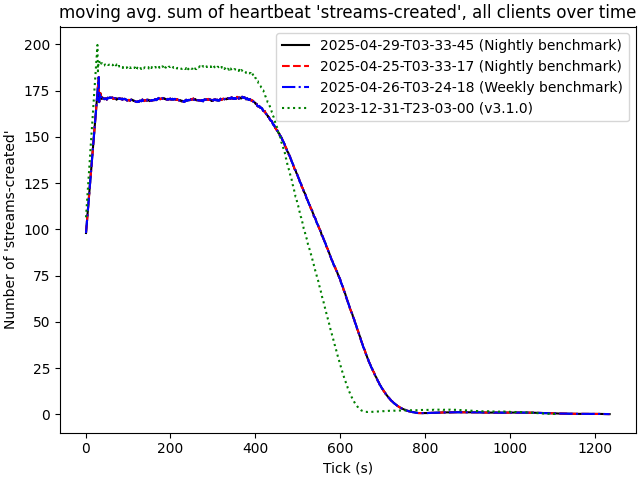 moving avg. sum of heartbeat 'streams-created', all clients over time
2025-04-29-T03-33-45 (Nightly benchmark)
2025-04-25-T03-33-17 (Nightly benchmark)
2025-04-26-T03-24-18 (Weekly benchmark)
2023-12-31-T23-03-00 (v3.1.0)
Number of 'streams-created'
200
175
150
125
100
75
50
25
0
0 200 400 600 800 1000 1200
Tick (s)